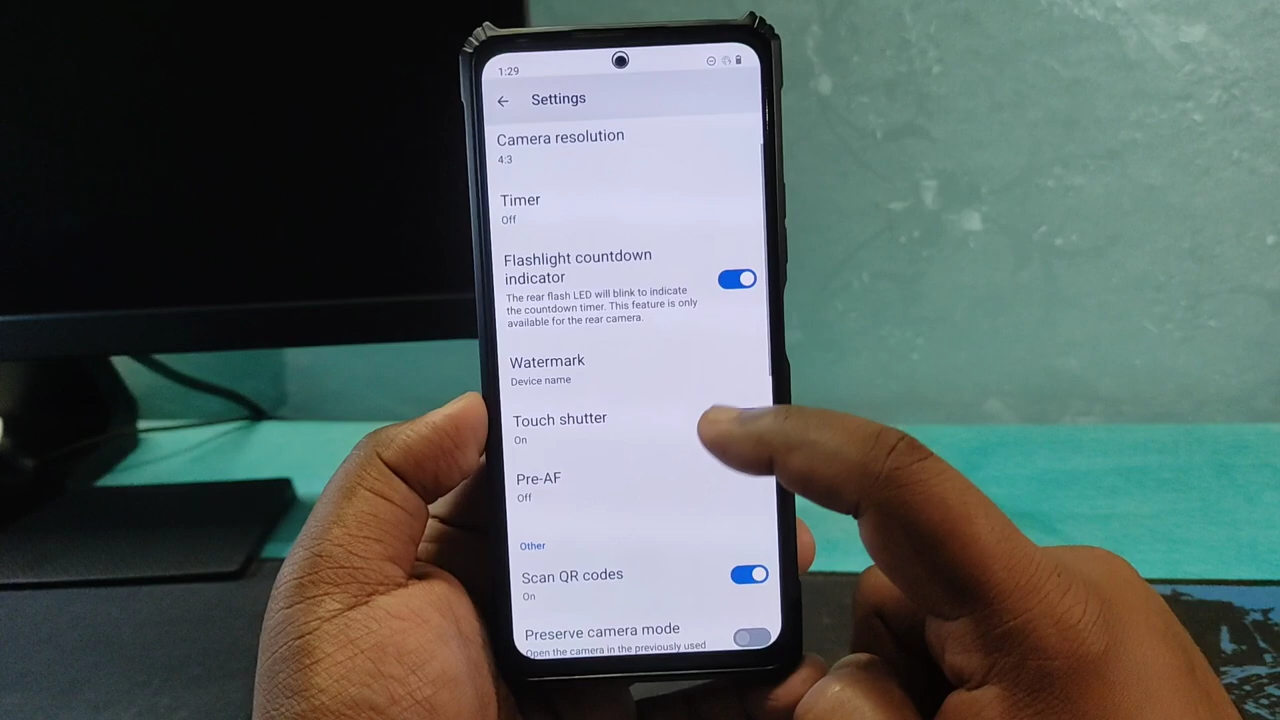 1:29
Settings
Camera resolution
4:3
Timer
Off
Flashlight countdown
indicator
The rear flash LED will blink to indicate
the countdown timer. This feature is only
available for the rear camera.
Watermark
Device name
Touch shutter
On
Pre-AF
Off
Other
Scan QR codes
On
Preserve camera mode
Open the camera in the previously used